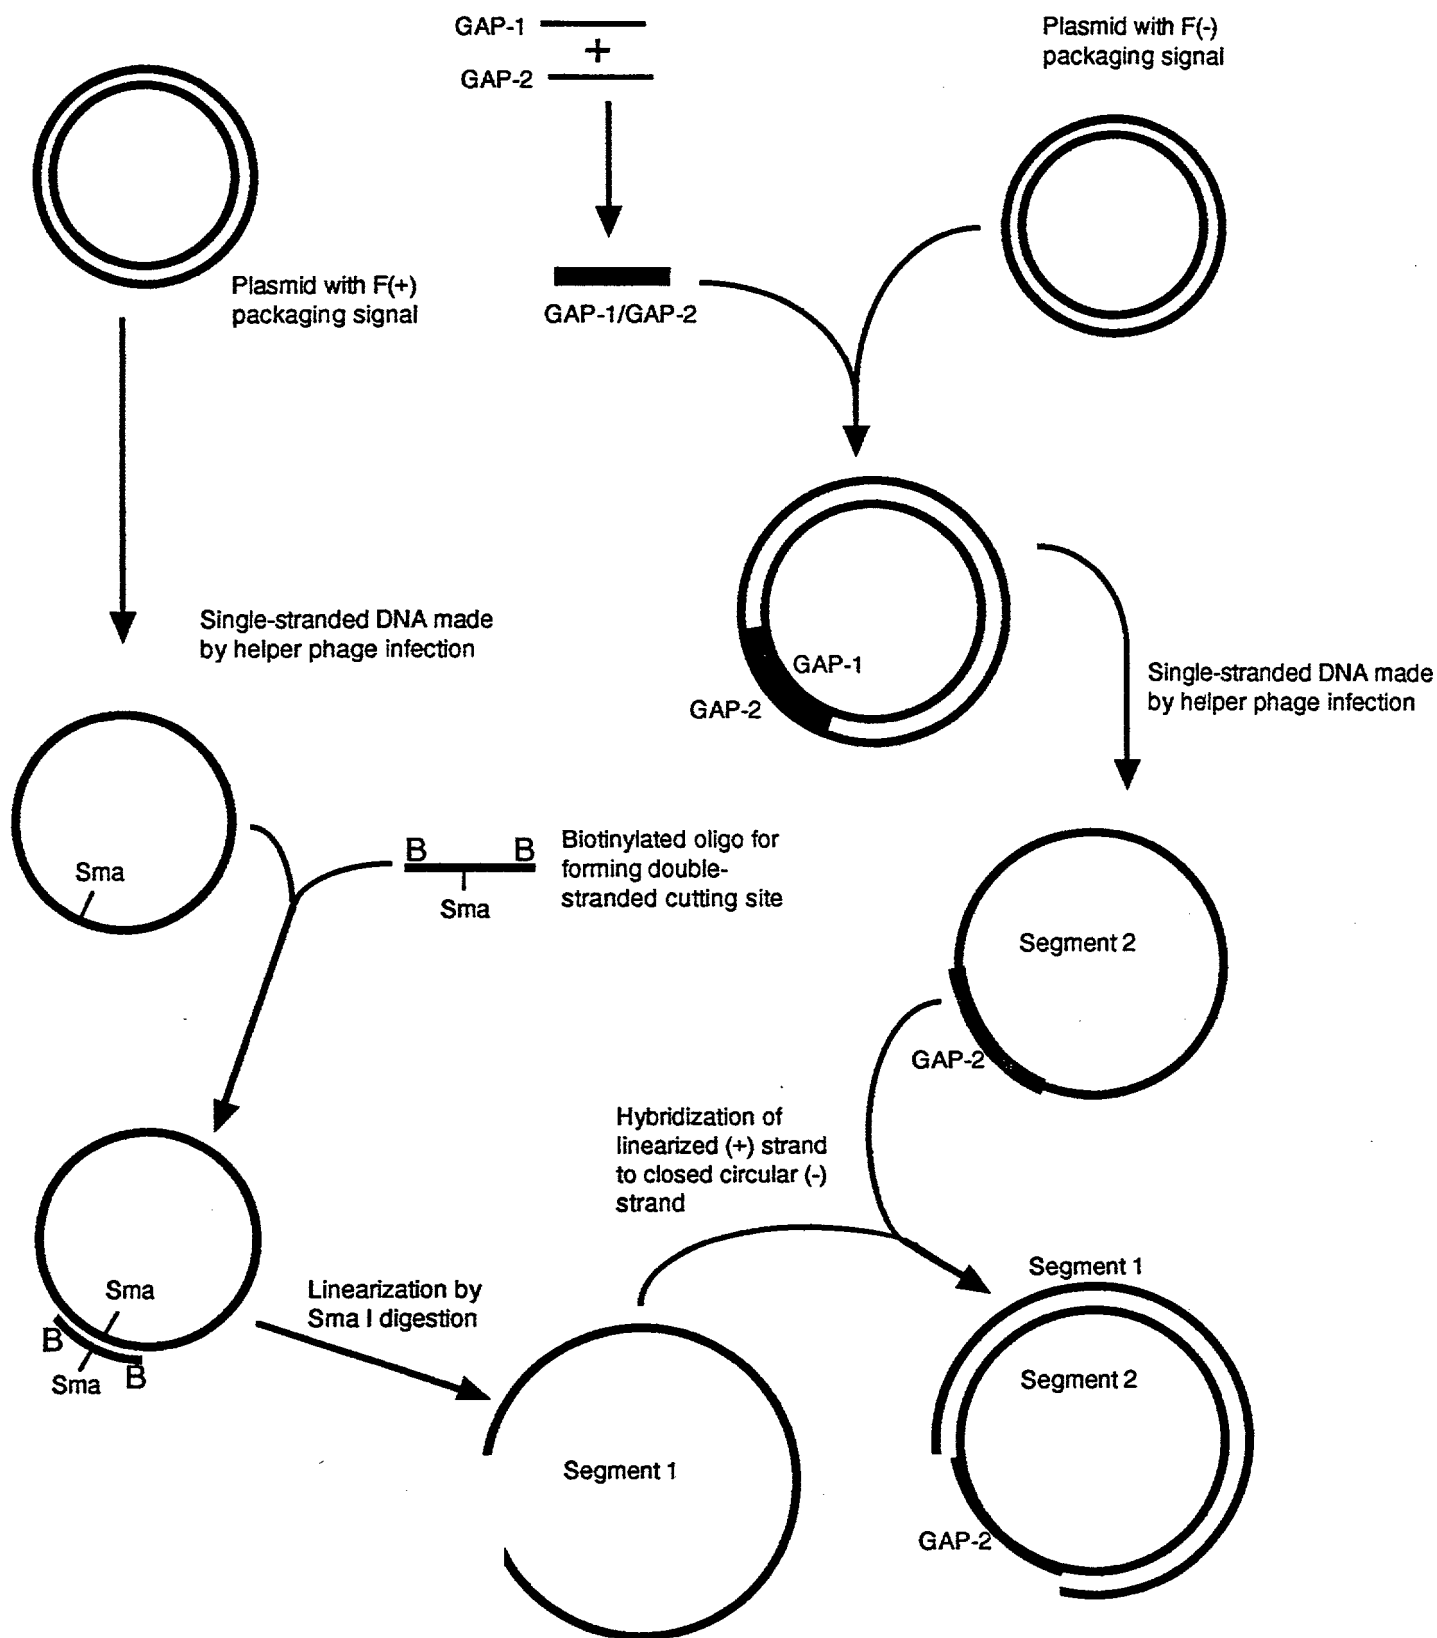 GAP-1
+
GAP-2
Plasmid with F(-)
packaging signal
Plasmid with F(+)
packaging signal
GAP-1/GAP-2
Single-stranded DNA made
by helper phage infection
GAP-1
GAP-2
Single-stranded DNA made
by helper phage infection
Sma
B B
Sma
Biotinylated oligo for
forming double-
stranded cutting site
Segment 2
GAP-2
Hybridization of
linearized (+) strand
to closed circular (-)
strand
Sma
B
Sma
B
Linearization by
Sma I digestion
Segment 1
Segment 1
Segment 2
GAP-2